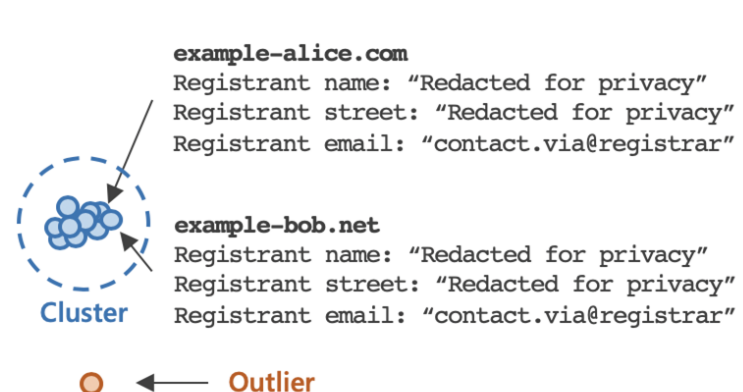 example-alice.com
Registrant name: “Redacted for privacy”
Registrant street: “Redacted for privacy”
Registrant email: “contact.via@registrar”
example-bob.net
Registrant name: “Redacted for privacy”
Registrant street: “Redacted for privacy”
Registrant email: “contact.via@registrar”
Cluster
Outlier